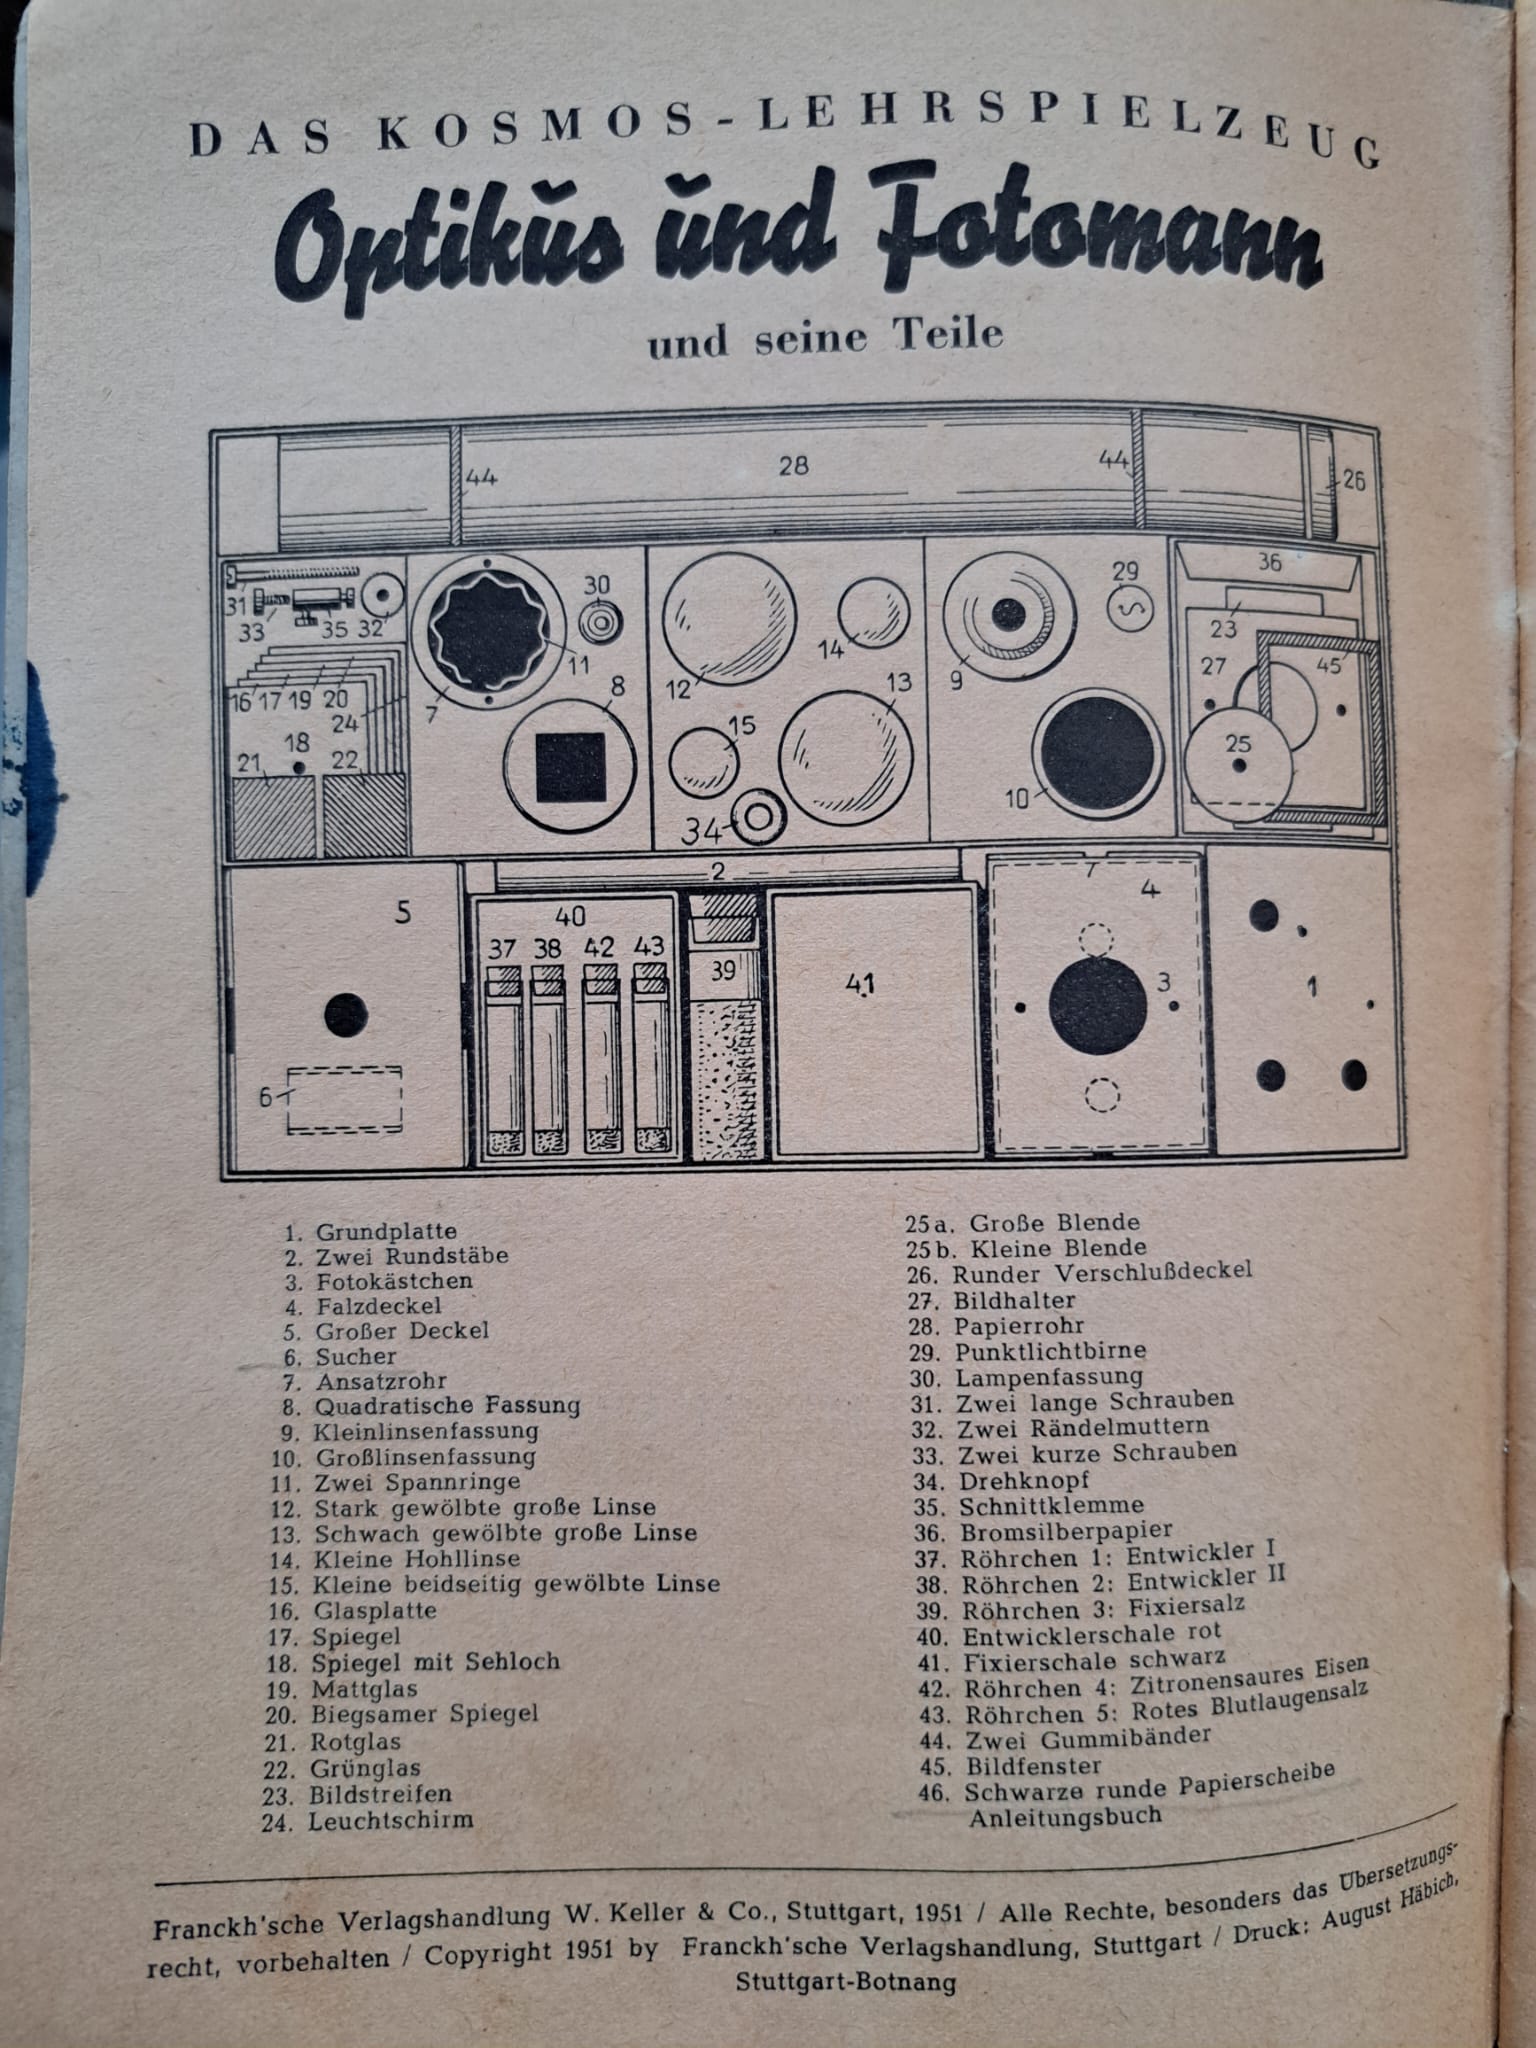 DAS KOSMOS-LEHRSPIELZEUG
Optikus und Fotomann
und seine Teile
44
28
44
26
31
33
35
32
30
11
7
8
12
14
13
15
34
9
29
10
36
23
27
45
25
16 17 19 20
24
18
21
22
5
6
2
40
37 38 42 43
39
41
4
3
1
1. Grundplatte
2. Zwei Rundstäbe
3. Fotokästchen
4. Falzdeckel
5. Großer Deckel
6. Sucher
7. Ansatzrohr
8. Quadratische Fassung
9. Kleinlinsenfassung
10. Großlinsenfassung
11. Zwei Spannringe
12. Stark gewölbte große Linse
13. Schwach gewölbte große Linse
14. Kleine Hohllinse
15. Kleine beidseitig gewölbte Linse
16. Glasplatte
17. Spiegel
18. Spiegel mit Sehloch
19. Mattglas
20. Biegsamer Spiegel
21. Rotglas
22. Grünglas
23. Bildstreifen
24. Leuchtschirm
25a. Große Blende
25b. Kleine Blende
26. Runder Verschlußdeckel
27. Bildhalter
28. Papierrohr
29. Punktlichtbirne
30. Lampenfassung
31. Zwei lange Schrauben
32. Zwei Rändelmuttern
33. Zwei kurze Schrauben
34. Drehknopf
35. Schnittklemme
36. Bromsilberpapier
37. Röhrchen 1: Entwickler I
38. Röhrchen 2: Entwickler II
39. Röhrchen 3: Fixiersalz
40. Entwicklerschale rot
41. Fixierschale schwarz
42. Röhrchen 4: Zitronensaures Eisen
43. Röhrchen 5: Rotes Blutlaugensalz
44. Zwei Gummibänder
45. Bildfenster
46. Schwarze runde Papierscheibe
Anleitungsbuch
Franckh'sche Verlagshandlung W. Keller & Co., Stuttgart, 1951 / Alle Rechte, besonders das Übersetzungs-
recht, vorbehalten / Copyright 1951 by Franckh'sche Verlagshandlung, Stuttgart / Druck: August Häbich,
Stuttgart-Botnang